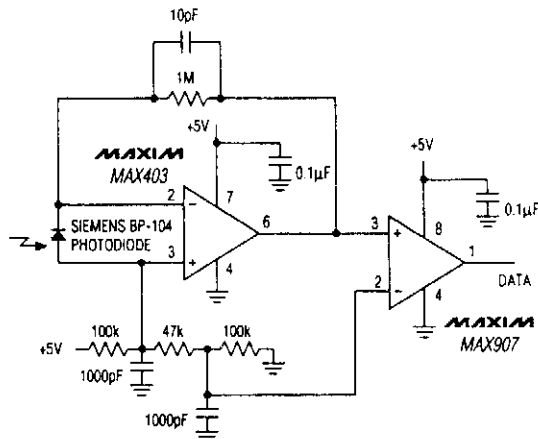 10pF
1M
+5V
MAXIM
MAX403
0.1µF
+5V
0.1µF
2
7
6
3
4
SIEMENS BP-104
PHOTODIODE
3
8
1
2
4
DATA
MAXIM
MAX907
+5V
100k
47k
100k
1000pF
1000pF